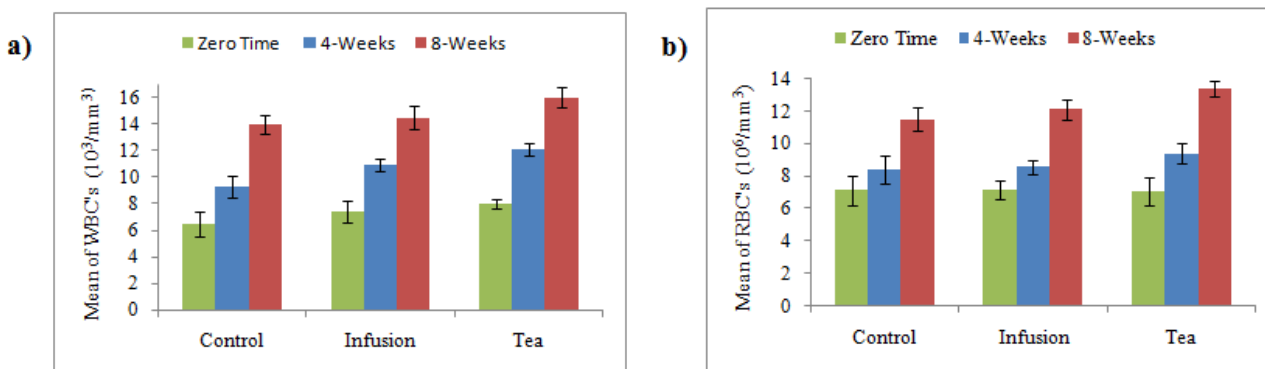 a)
Zero Time 4-Weeks 8-Weeks
Mean of WBC's (10³/mm³)
16
14
12
10
8
6
4
2
0
Control Infusion Tea
b)
Zero Time 4-Weeks 8-Weeks
Mean of RBC's (10⁶/mm³)
14
12
10
8
6
4
2
0
Control Infusion Tea